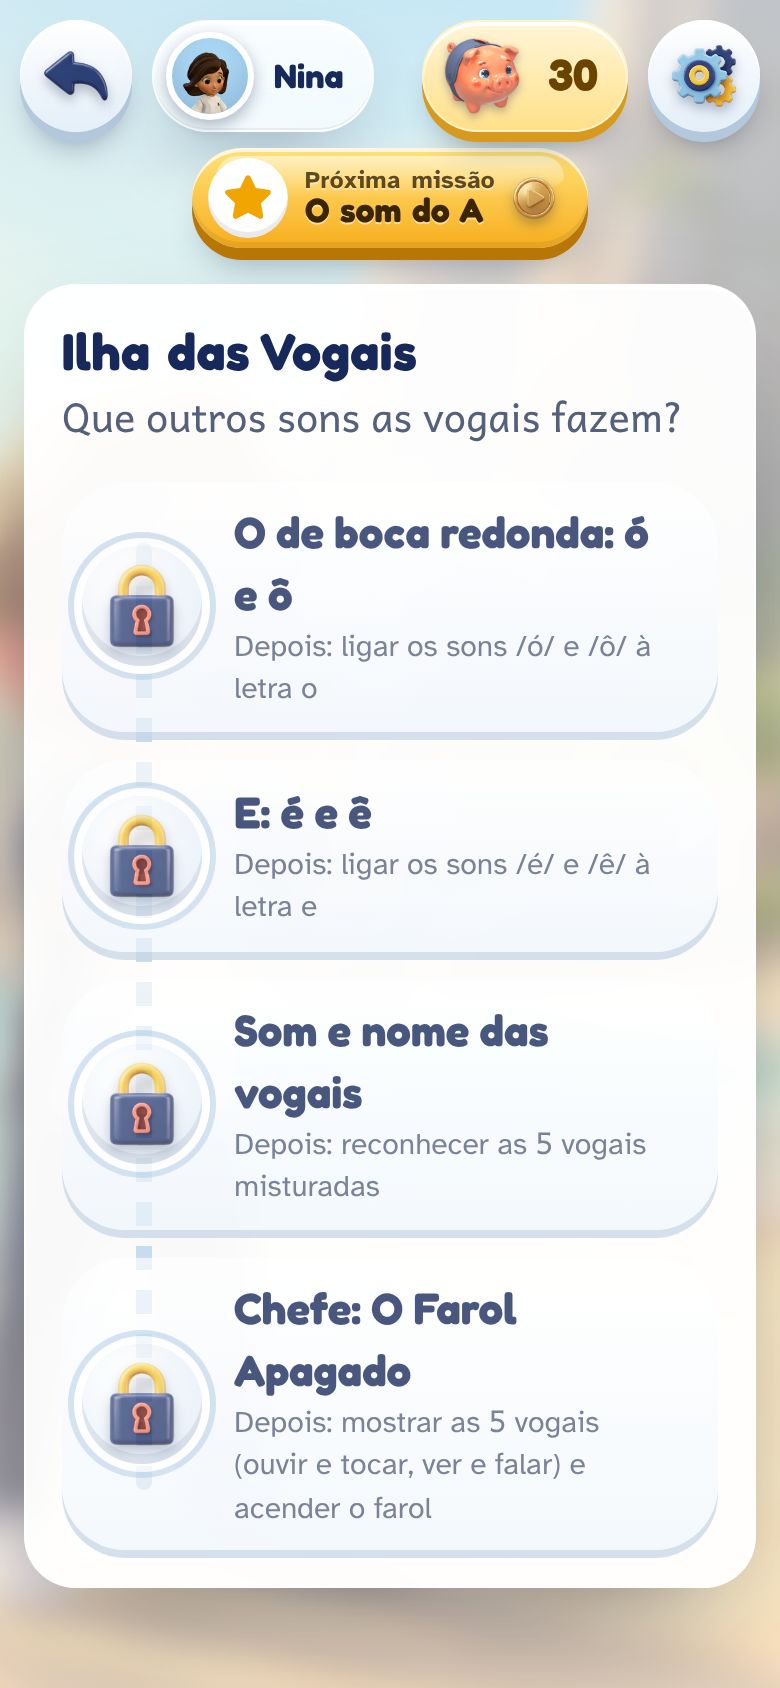 Nina
30
Próxima missão
O som do A
Ilha das Vogais
Que outros sons as vogais fazem?
O de boca redonda: ó
e ô
Depois: ligar os sons /ó/ e /ô/ à
letra o
E: é e ê
Depois: ligar os sons /é/ e /ê/ à
letra e
Som e nome das
vogais
Depois: reconhecer as 5 vogais
misturadas
Chefe: O Farol
Apagado
Depois: mostrar as 5 vogais
(ouvir e tocar, ver e falar) e
acender o farol